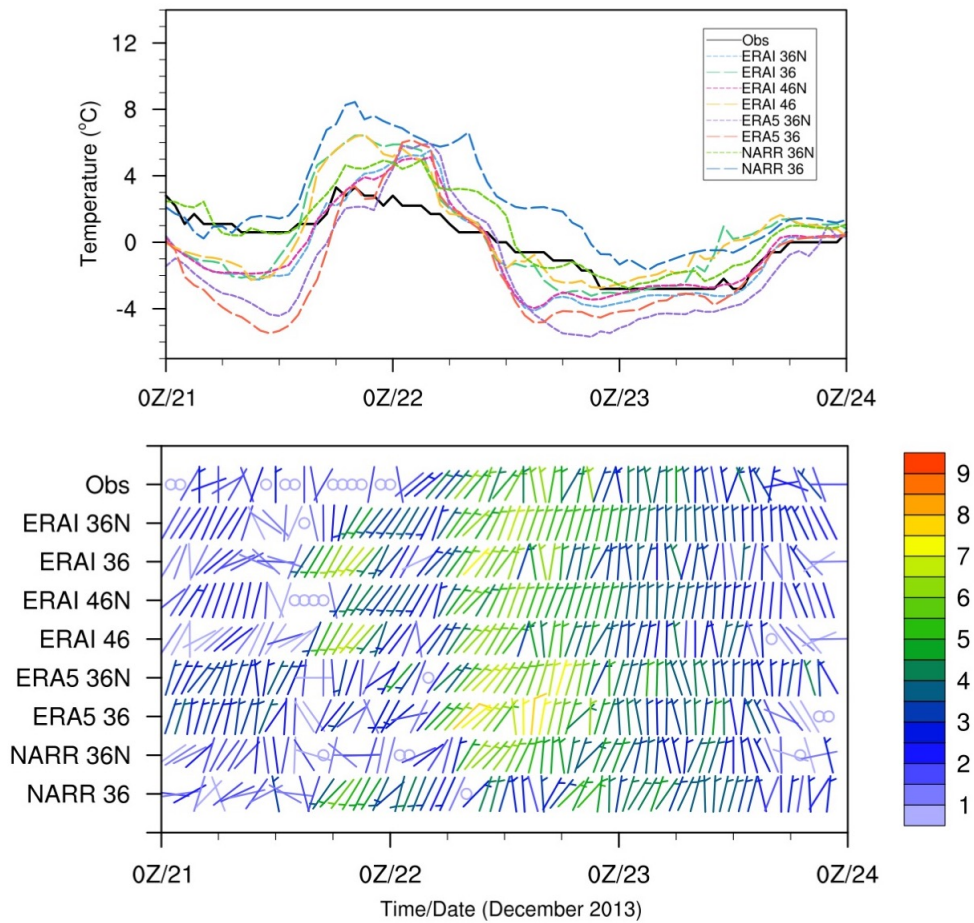 12
8
4
0
-4
Temperature (°C)
Obs
ERAI 36N
ERAI 36
ERAI 46N
ERAI 46
ERA5 36N
ERA5 36
NARR 36N
NARR 36
0Z/21 0Z/22 0Z/23 0Z/24
Obs
ERAI 36N
ERAI 36
ERAI 46N
ERAI 46
ERA5 36N
ERA5 36
NARR 36N
NARR 36
9
8
7
6
5
4
3
2
1
0Z/21 0Z/22 0Z/23 0Z/24
Time/Date (December 2013)